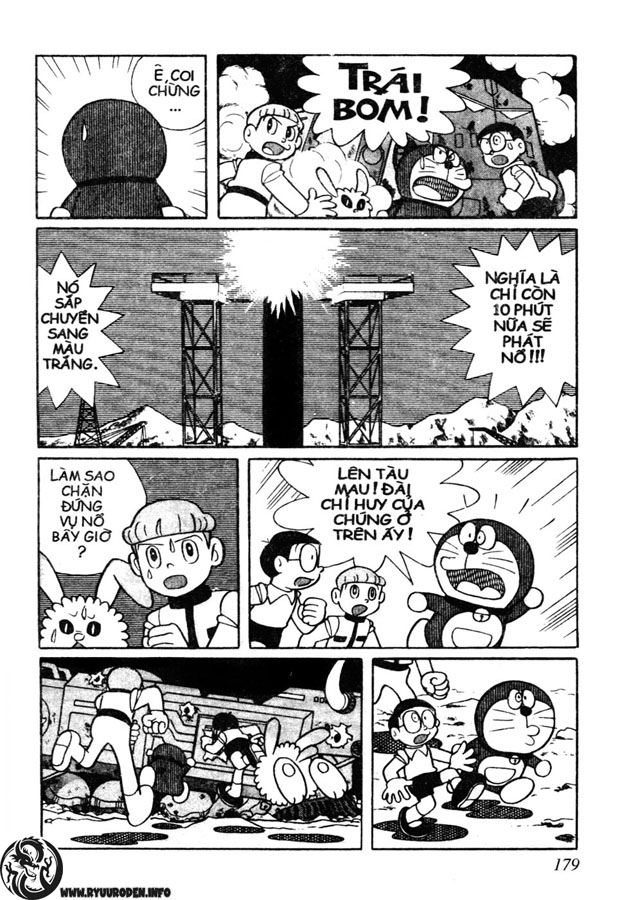 Ê, COI
CHỪNG
...
TRÁI
BOM!
NÓ
SẮP
CHUYỂN
SANG
MÀU
TRẮNG.
NGHĨA LÀ
CHỈ CÒN
10 PHÚT
NỮA SẼ
PHÁT
NỔ!!!
LÀM SAO
CHẶN
ĐỨNG
VỤ NỔ
BÂY GIỜ
?
LÊN TẦU
MAU! ĐÀI
CHỈ HUY CỦA
CHÚNG Ở
TRÊN ẤY!
179
WWW.RYUURODEN.INFO